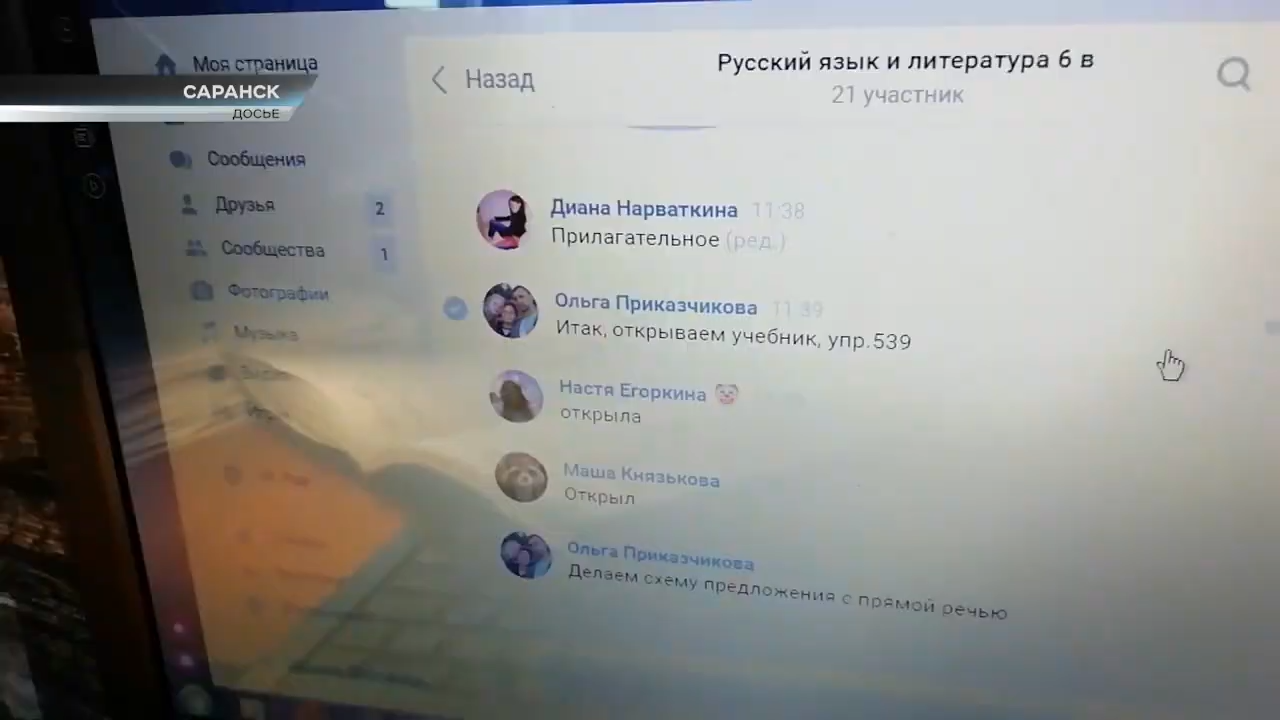 Моя страница
САРАНСК
ДОСЬЕ
Сообщения
Друзья 2
Сообщества 1
Фотографии
Музыка
Назад
Русский язык и литература 6 в
21 участник
Диана Нарваткина 11:38
Прилагательное (ред.)
Ольга Приказчикова 11:39
Итак, открываем учебник, упр.539
Настя Егоркина
открыла
Маша Князькова
Открыл
Ольга Приказчикова
Делаем схему предложения с прямой речью